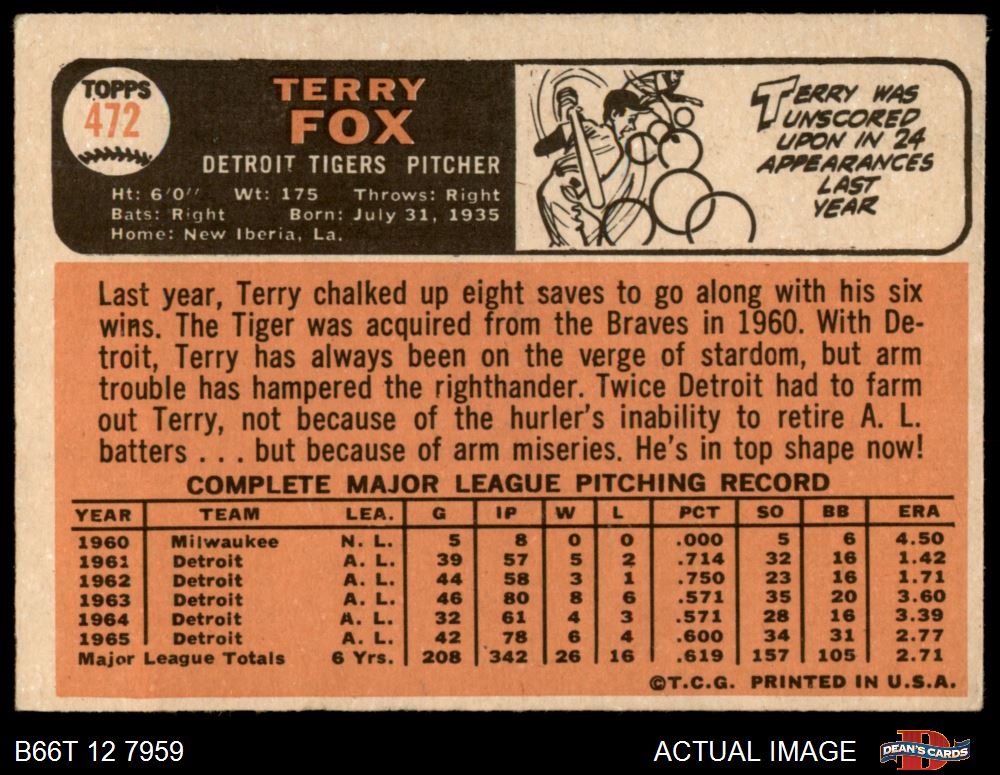 TOPPS
472
TERRY
FOX
DETROIT TIGERS PITCHER
Ht: 6'0" Wt: 175 Throws: Right
Bats: Right Born: July 31, 1935
Home: New Iberia, La.
TERRY WAS
UNSCORED
UPON IN 24
APPEARANCES
LAST
YEAR
Last year, Terry chalked up eight saves to go along with his six
wins. The Tiger was acquired from the Braves in 1960. With De-
troit, Terry has always been on the verge of stardom, but arm
trouble has hampered the righthander. Twice Detroit had to farm
out Terry, not because of the hurler's inability to retire A. L.
batters . . . but because of arm miseries. He's in top shape now!
COMPLETE MAJOR LEAGUE PITCHING RECORD
YEAR TEAM LEA. G IP W L PCT SO BB ERA
1960 Milwaukee N. L. 5 8 0 0 .000 5 6 4.50
1961 Detroit A. L. 39 57 5 2 .714 32 16 1.42
1962 Detroit A. L. 44 58 3 1 .750 23 16 1.71
1963 Detroit A. L. 46 80 8 6 .571 35 20 3.60
1964 Detroit A. L. 32 61 4 3 .571 28 16 3.39
1965 Detroit A. L. 42 78 6 4 .600 34 31 2.77
Major League Totals 6 Yrs. 208 342 26 16 .619 157 105 2.71
©T.C.G. PRINTED IN U.S.A.
B66T 12 7959 ACTUAL IMAGE DEAN'S CARDS